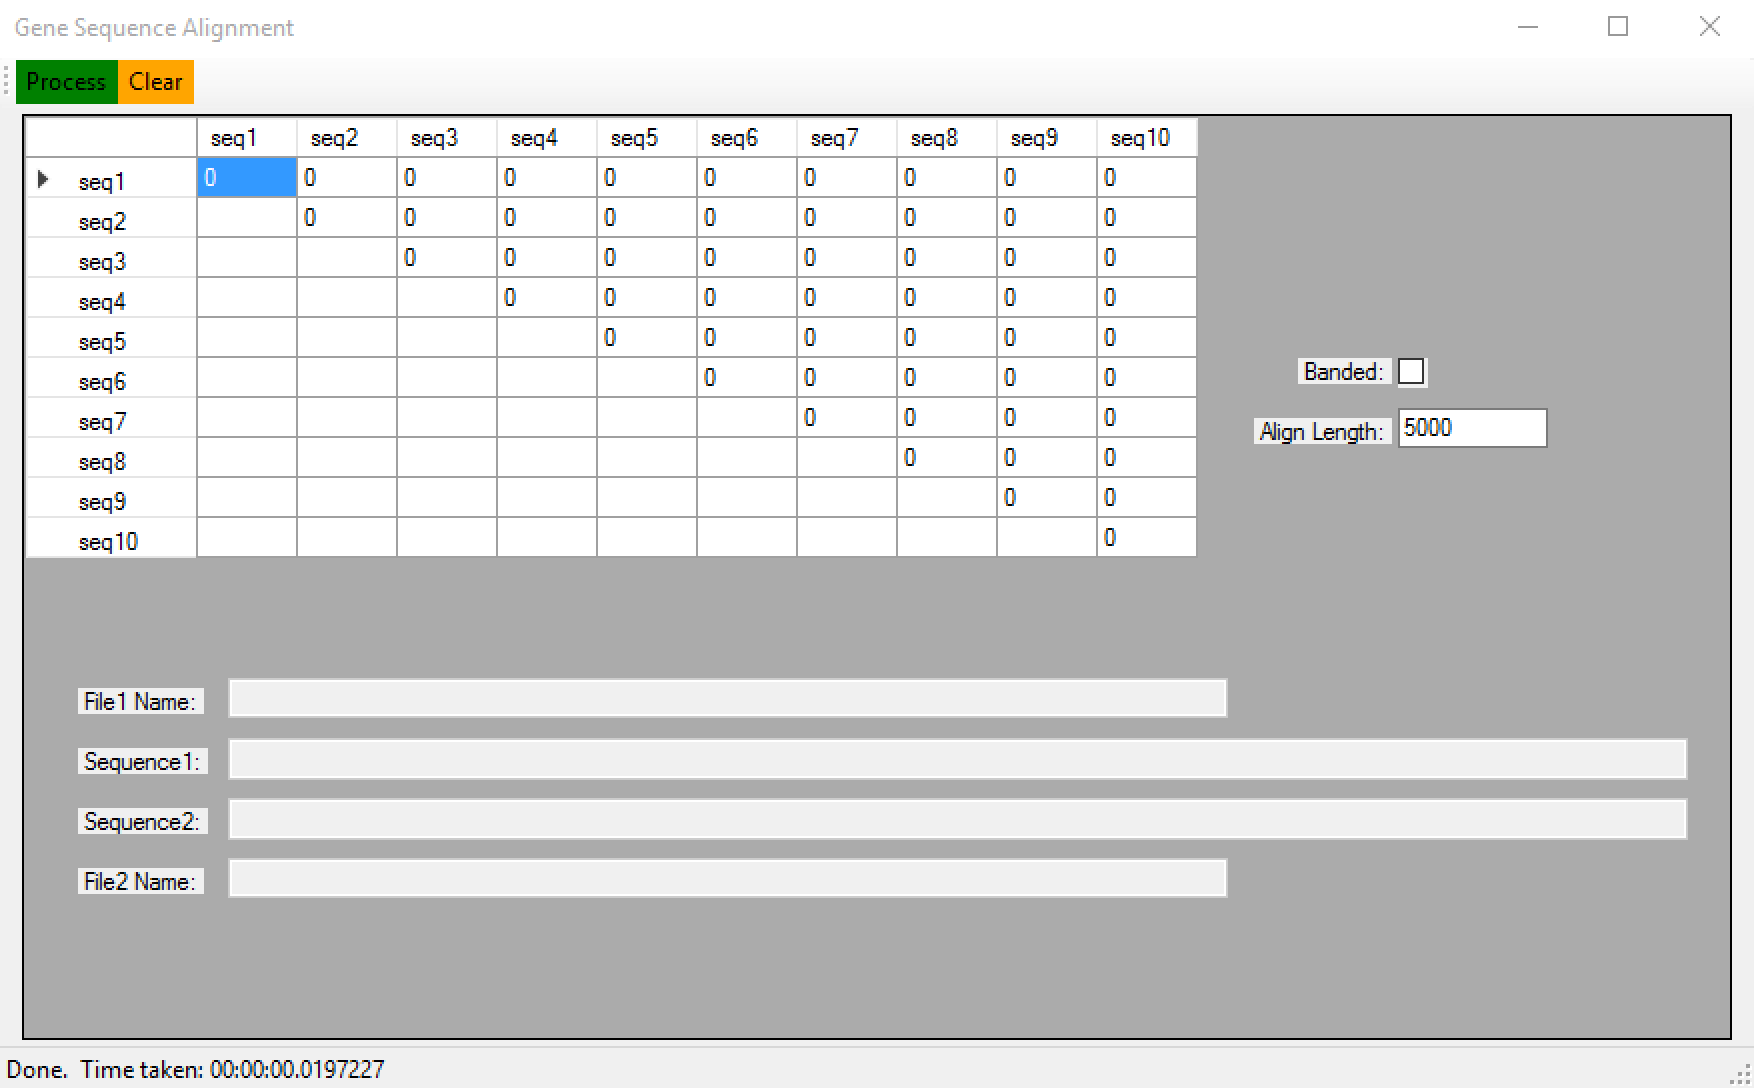 Gene Sequence Alignment
Process Clear
seq1 seq2 seq3 seq4 seq5 seq6 seq7 seq8 seq9 seq10
seq1 0 0 0 0 0 0 0 0 0 0
seq2 0 0 0 0 0 0 0 0 0
seq3 0 0 0 0 0 0 0 0
seq4 0 0 0 0 0 0 0
seq5 0 0 0 0 0 0
seq6 0 0 0 0 0
seq7 0 0 0 0
seq8 0 0 0
seq9 0 0
seq10 0
Banded:
Align Length: 5000
File1 Name:
Sequence1:
Sequence2:
File2 Name:
Done. Time taken: 00:00:00.0197227